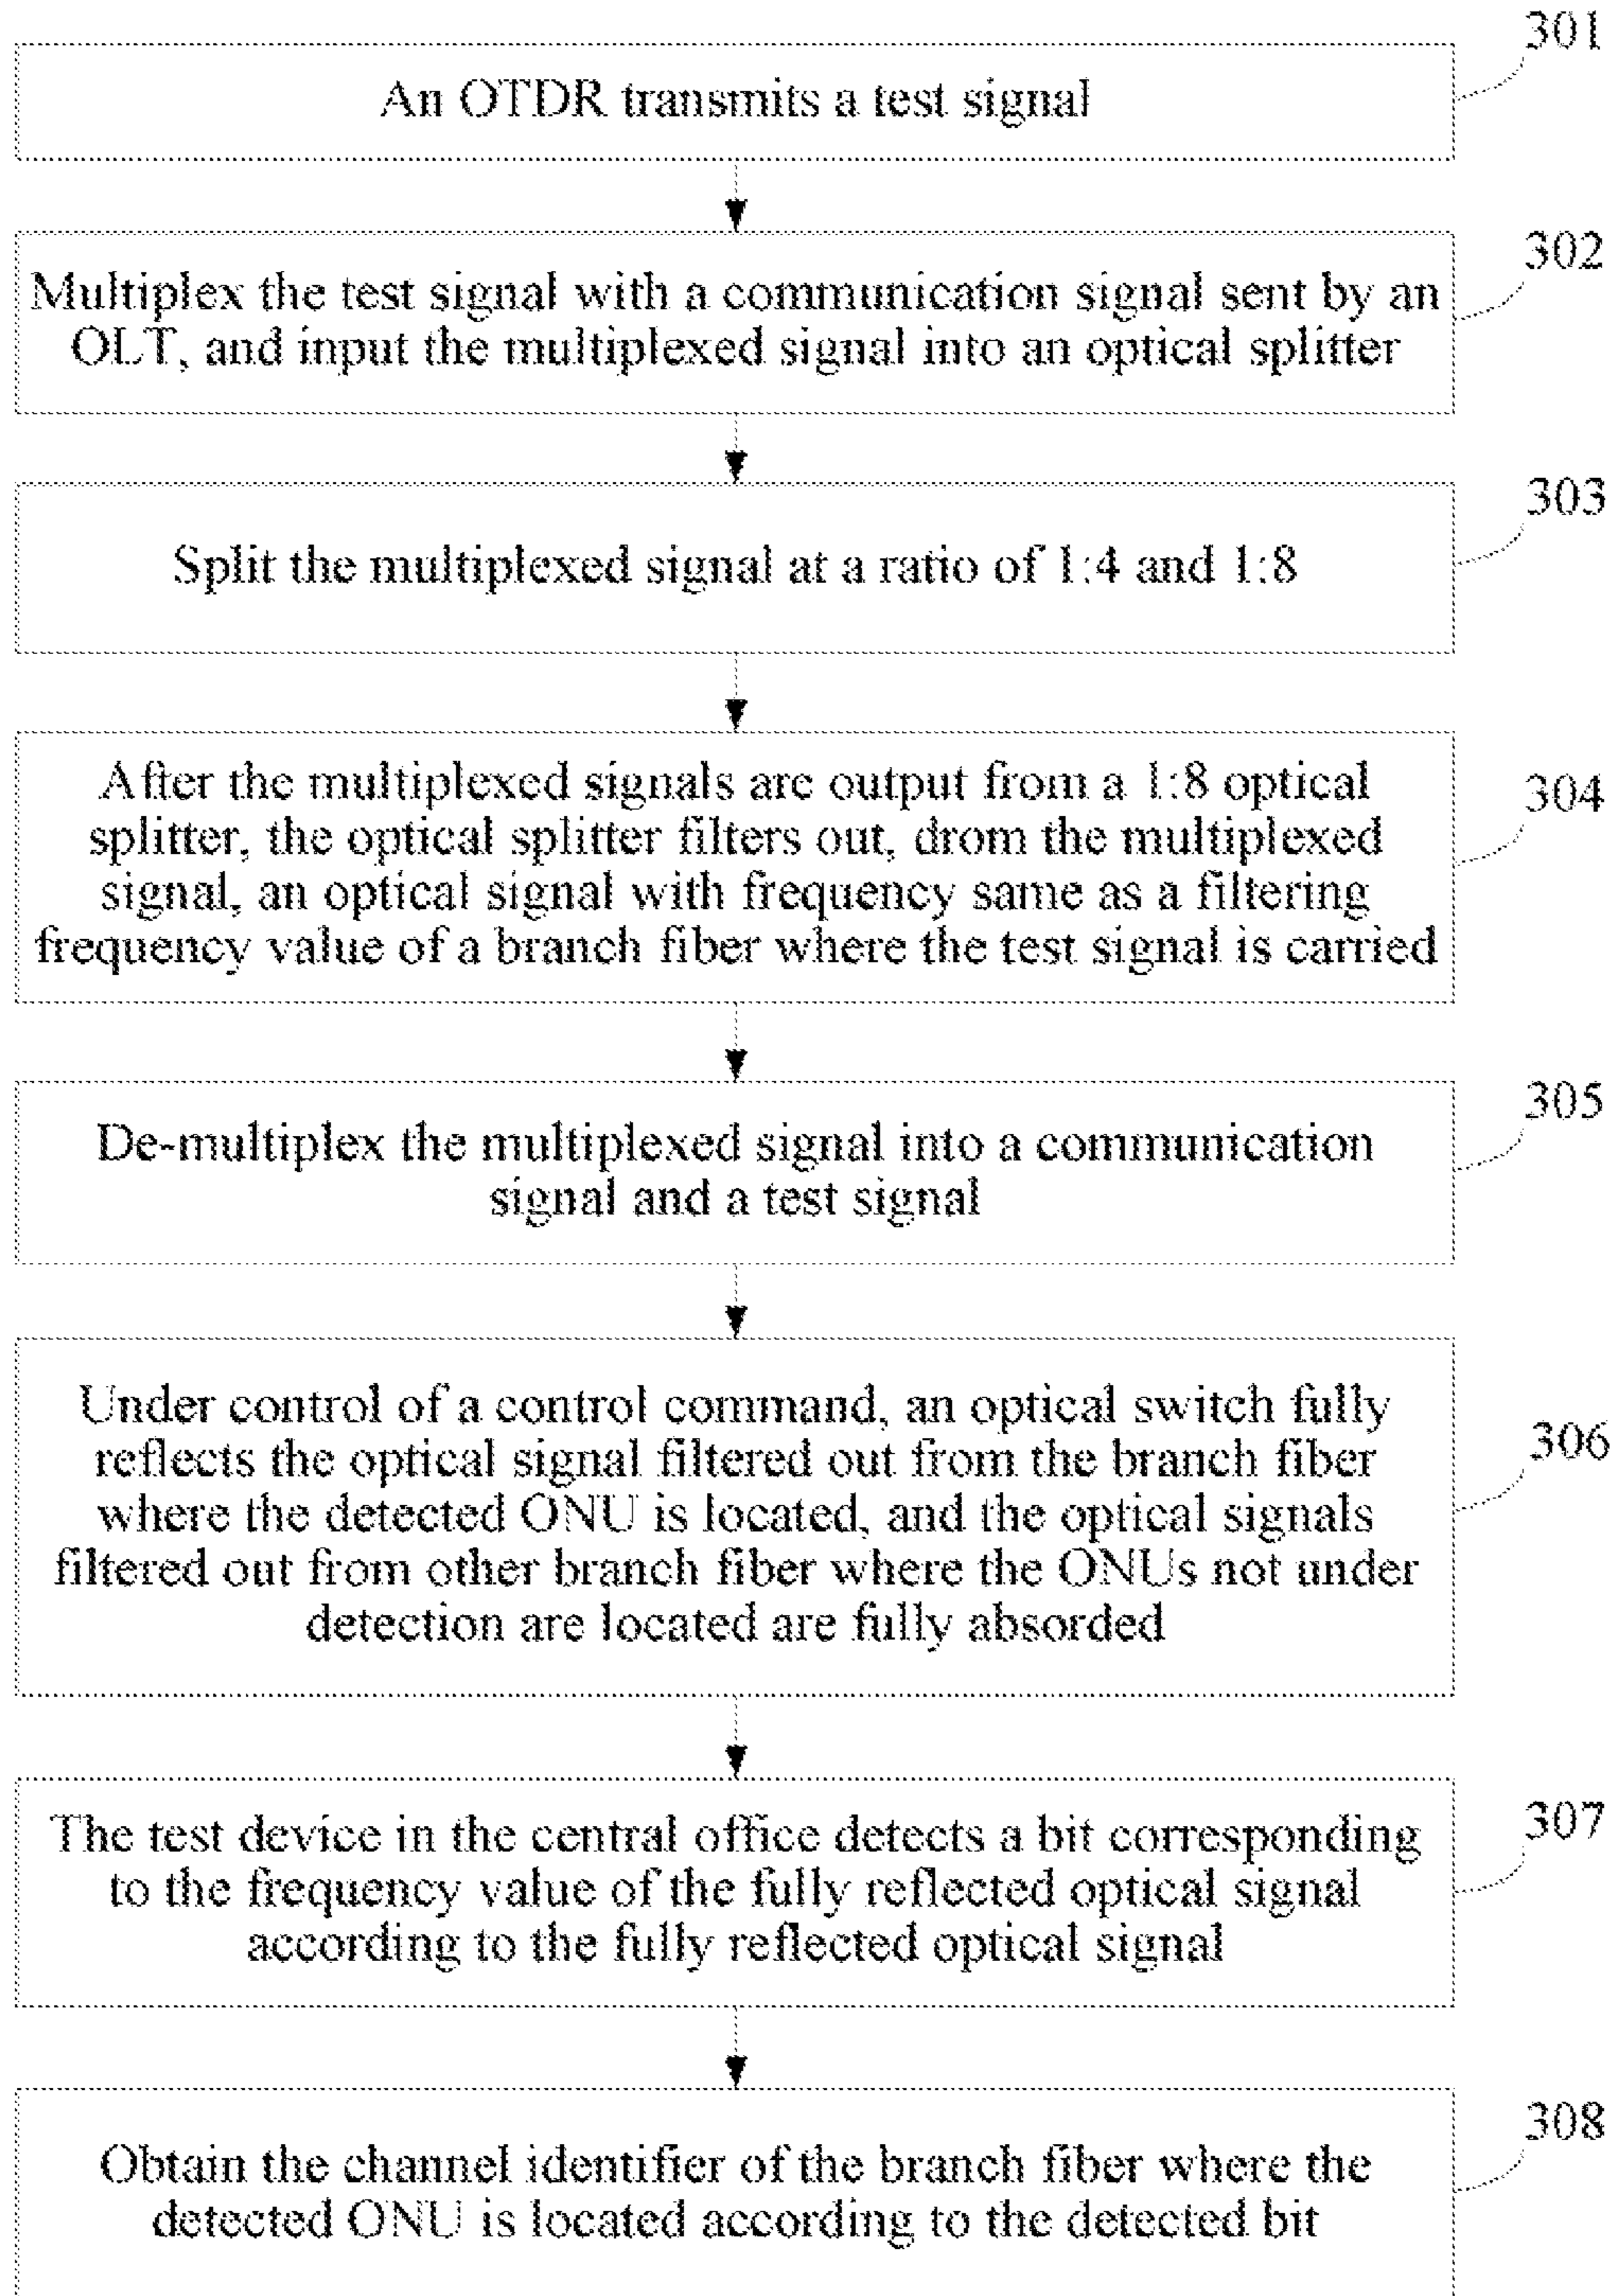 301
An OTDR transmits a test signal
302
Multiplex the test signal with a communication signal sent by an
OLT, and input the multiplexed signal into an optical splitter
303
Split the multiplexed signal at a ratio of 1:4 and 1:8
304
After the multiplexed signals are output from a 1:8 optical
splitter, the optical splitter filters out, drom the multiplexed
signal, an optical signal with frequency same as a filtering
frequency value of a branch fiber where the test signal is carried
305
De-multiplex the multiplexed signal into a communication
signal and a test signal
306
Under control of a control command, an optical switch fully
reflects the optical signal filtered out from the branch fiber
where the detected ONU is located, and the optical signals
filtered out from other branch fiber where the ONUs not under
detection are located are fully absorded
307
The test device in the central office detects a bit corresponding
to the frequency value of the fully reflected optical signal
according to the fully reflected optical signal
308
Obtain the channel identifier of the branch fiber where the
detected ONU is located according to the detected bit